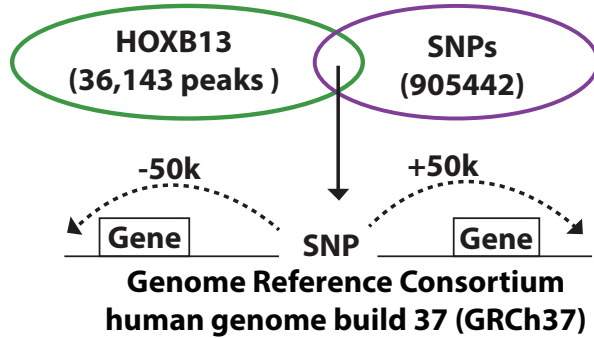 HOXB13
(36,143 peaks )
SNPs
(905442)
-50k
+50k
Gene
SNP
Gene
Genome Reference Consortium
human genome build 37 (GRCh37)